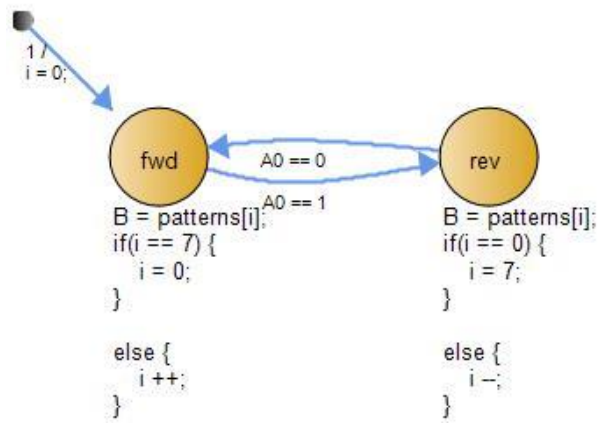 1 /
i = 0;
fwd
A0 == 0
rev
A0 == 1
B = patterns[i];
if(i == 7) {
i = 0;
}
else {
i ++;
}
B = patterns[i];
if(i == 0) {
i = 7;
}
else {
i --;
}